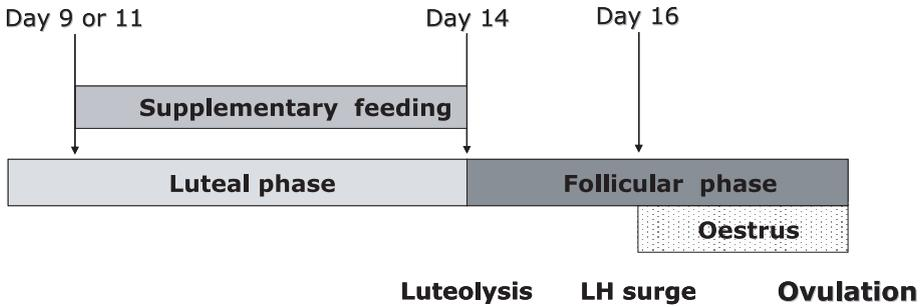 Day 9 or 11 Day 14 Day 16
Supplementary feeding
Luteal phase Follicular phase
Oestrus
Luteolysis LH surge Ovulation